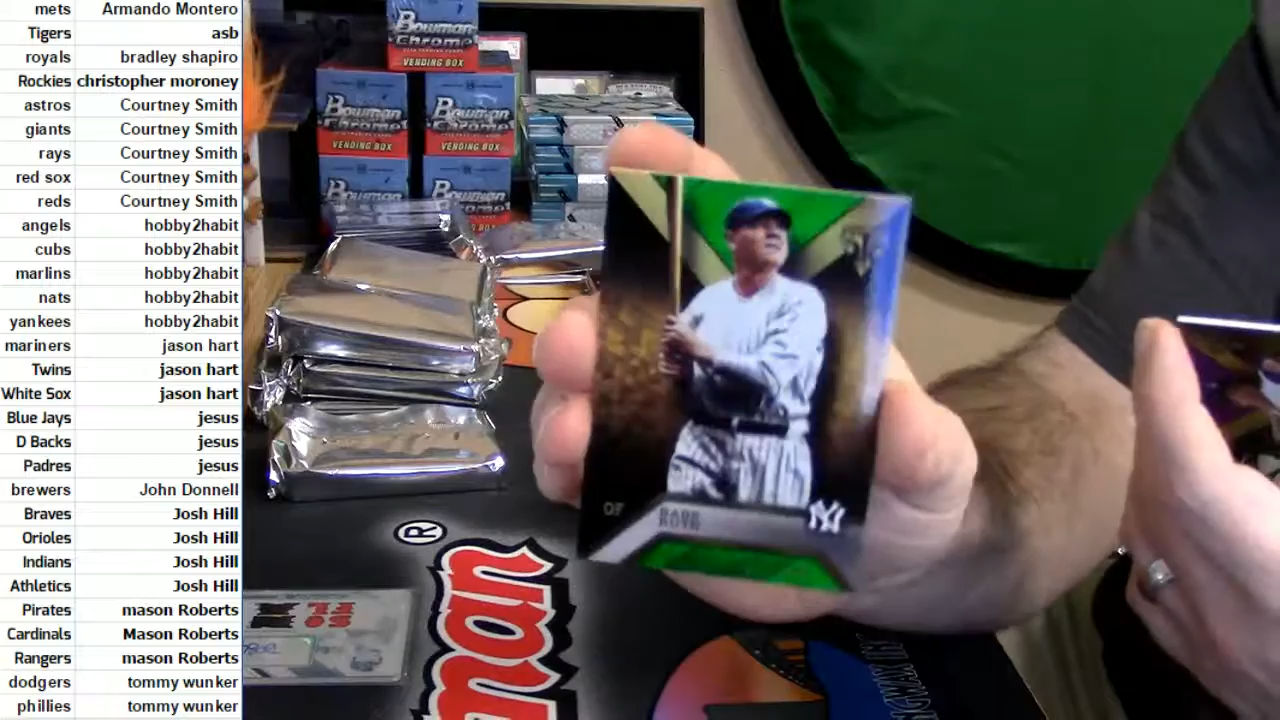 mets Armando Montero
Tigers asb
royals bradley shapiro
Rockies christopher moroney
astros Courtney Smith
giants Courtney Smith
rays Courtney Smith
red sox Courtney Smith
reds Courtney Smith
angels hobby2habit
cubs hobby2habit
marlins hobby2habit
nats hobby2habit
yankees hobby2habit
mariners jason hart
Twins jason hart
White Sox jason hart
Blue Jays jesus
D Backs jesus
Padres jesus
brewers John Donnell
Braves Josh Hill
Orioles Josh Hill
Indians Josh Hill
Athletics Josh Hill
Pirates mason Roberts
Cardinals Mason Roberts
Rangers mason Roberts
dodgers tommy wunker
phillies tommy wunker
Bowman
Chrome
VENDING BOX
Bowman
Chrome
VENDING BOX
Bowman
Chrome
VENDING BOX
Bowman
Chrome
Bowman
Chrome
OF
BABE
RUTH
NY
®
man